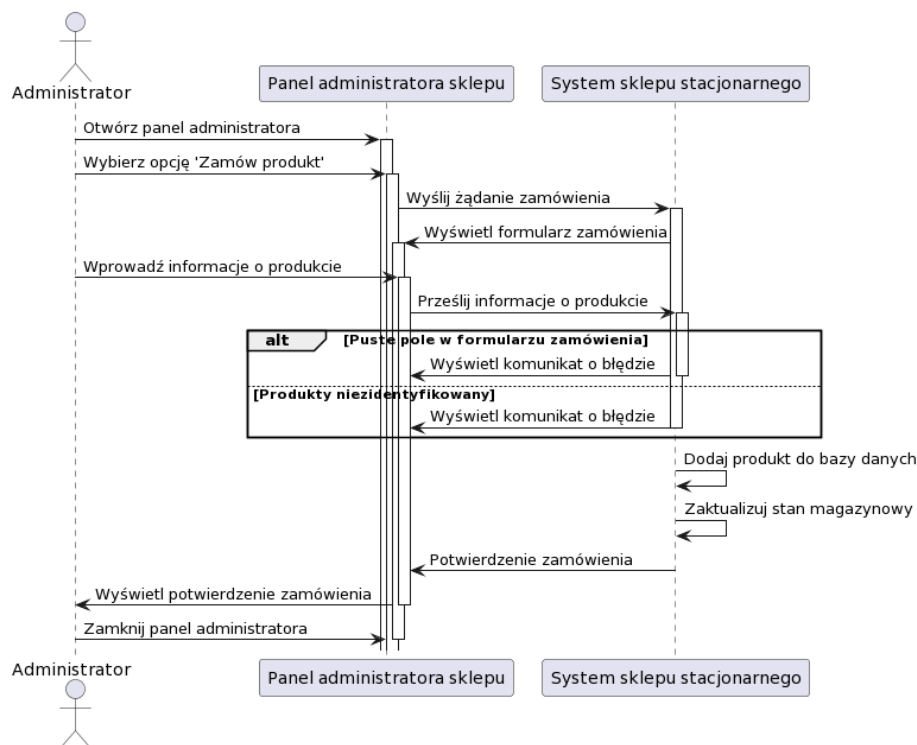 Administrator
Panel administratora sklepu
System sklepu stacjonarnego
Otwórz panel administratora
Wybierz opcję 'Zamów produkt'
Wyślij żądanie zamówienia
Wyświetl formularz zamówienia
Wprowadź informacje o produkcie
Prześlij informacje o produkcie
alt
[Puste pole w formularzu zamówienia]
Wyświetl komunikat o błędzie
[Produkty niezidentyfikowany]
Wyświetl komunikat o błędzie
Dodaj produkt do bazy danych
Zaktualizuj stan magazynowy
Potwierdzenie zamówienia
Wyświetl potwierdzenie zamówienia
Zamknij panel administratora
Administrator
Panel administratora sklepu
System sklepu stacjonarnego